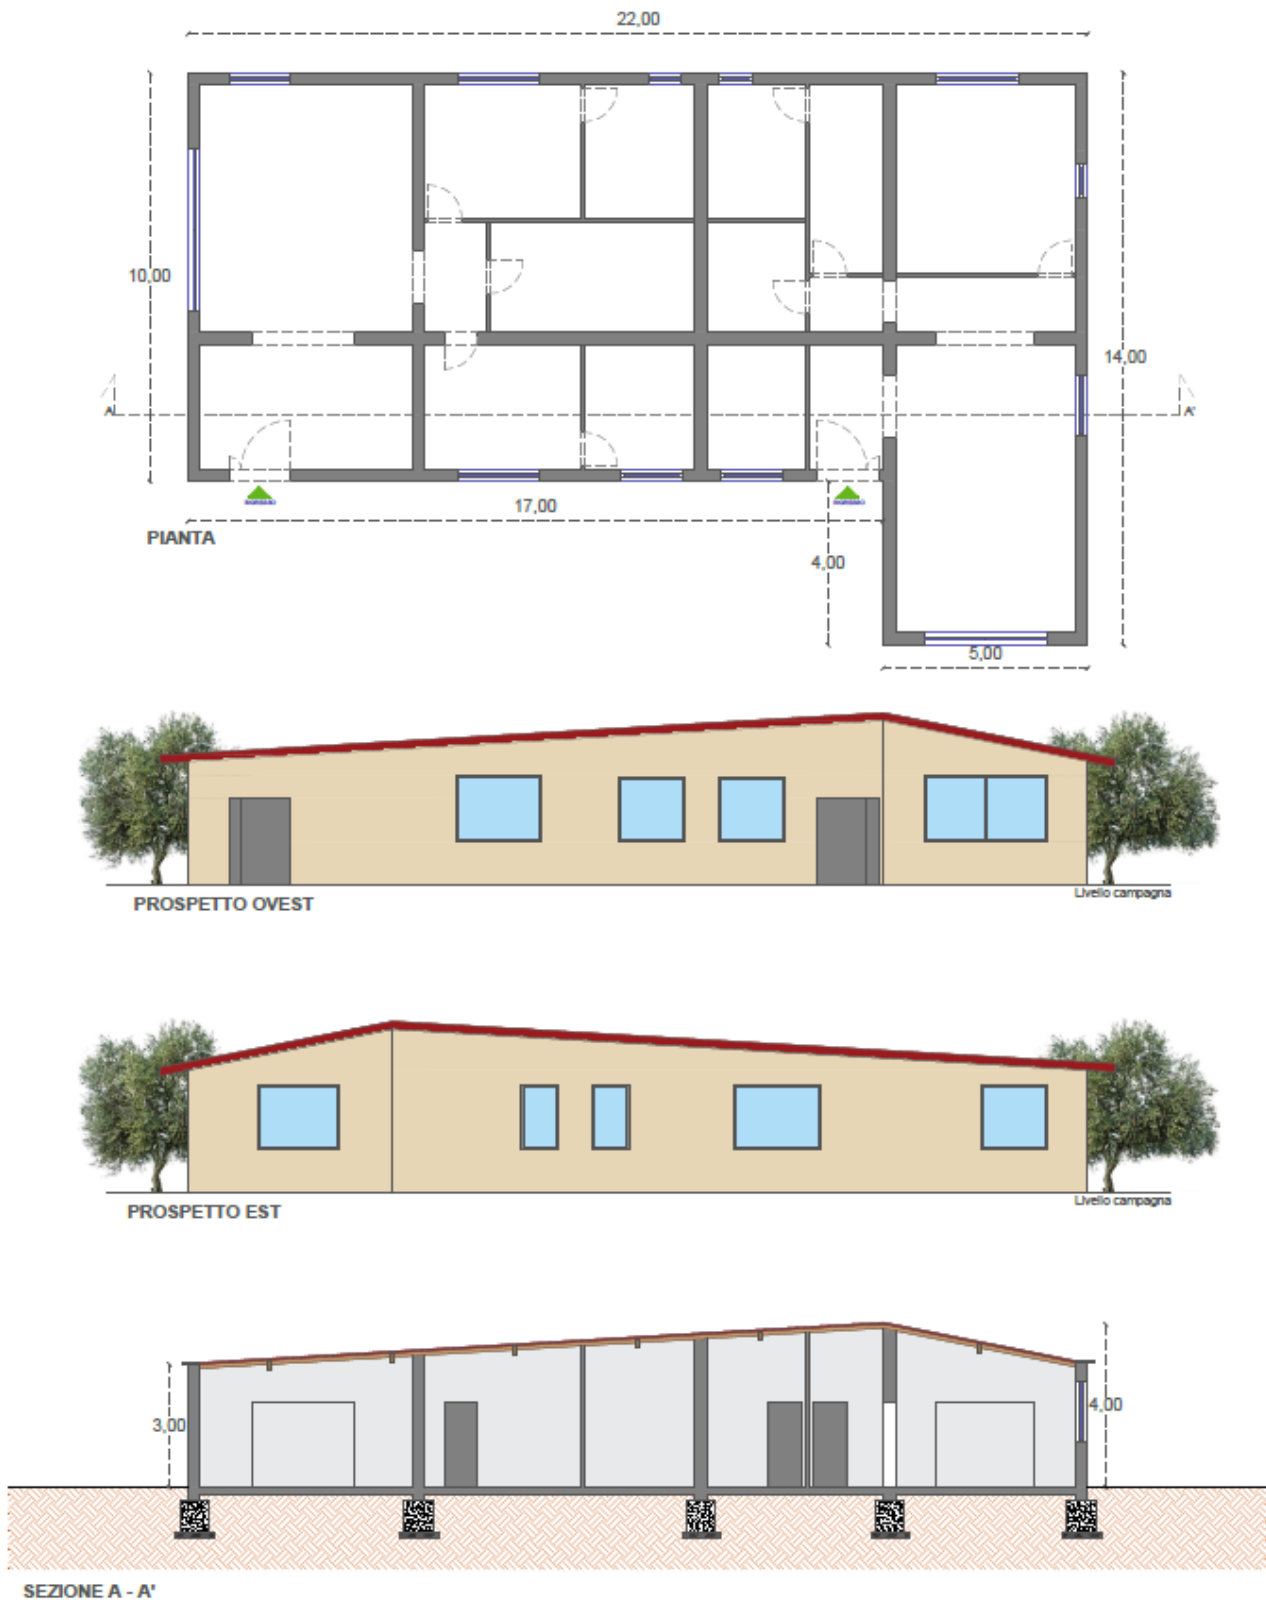 22,00
10,00
14,00
A
A'
17,00
PIANTA
4,00
5,00
Livello campagna
PROSPETTO OVEST
Livello campagna
PROSPETTO EST
3,00
4,00
SEZIONE A - A'